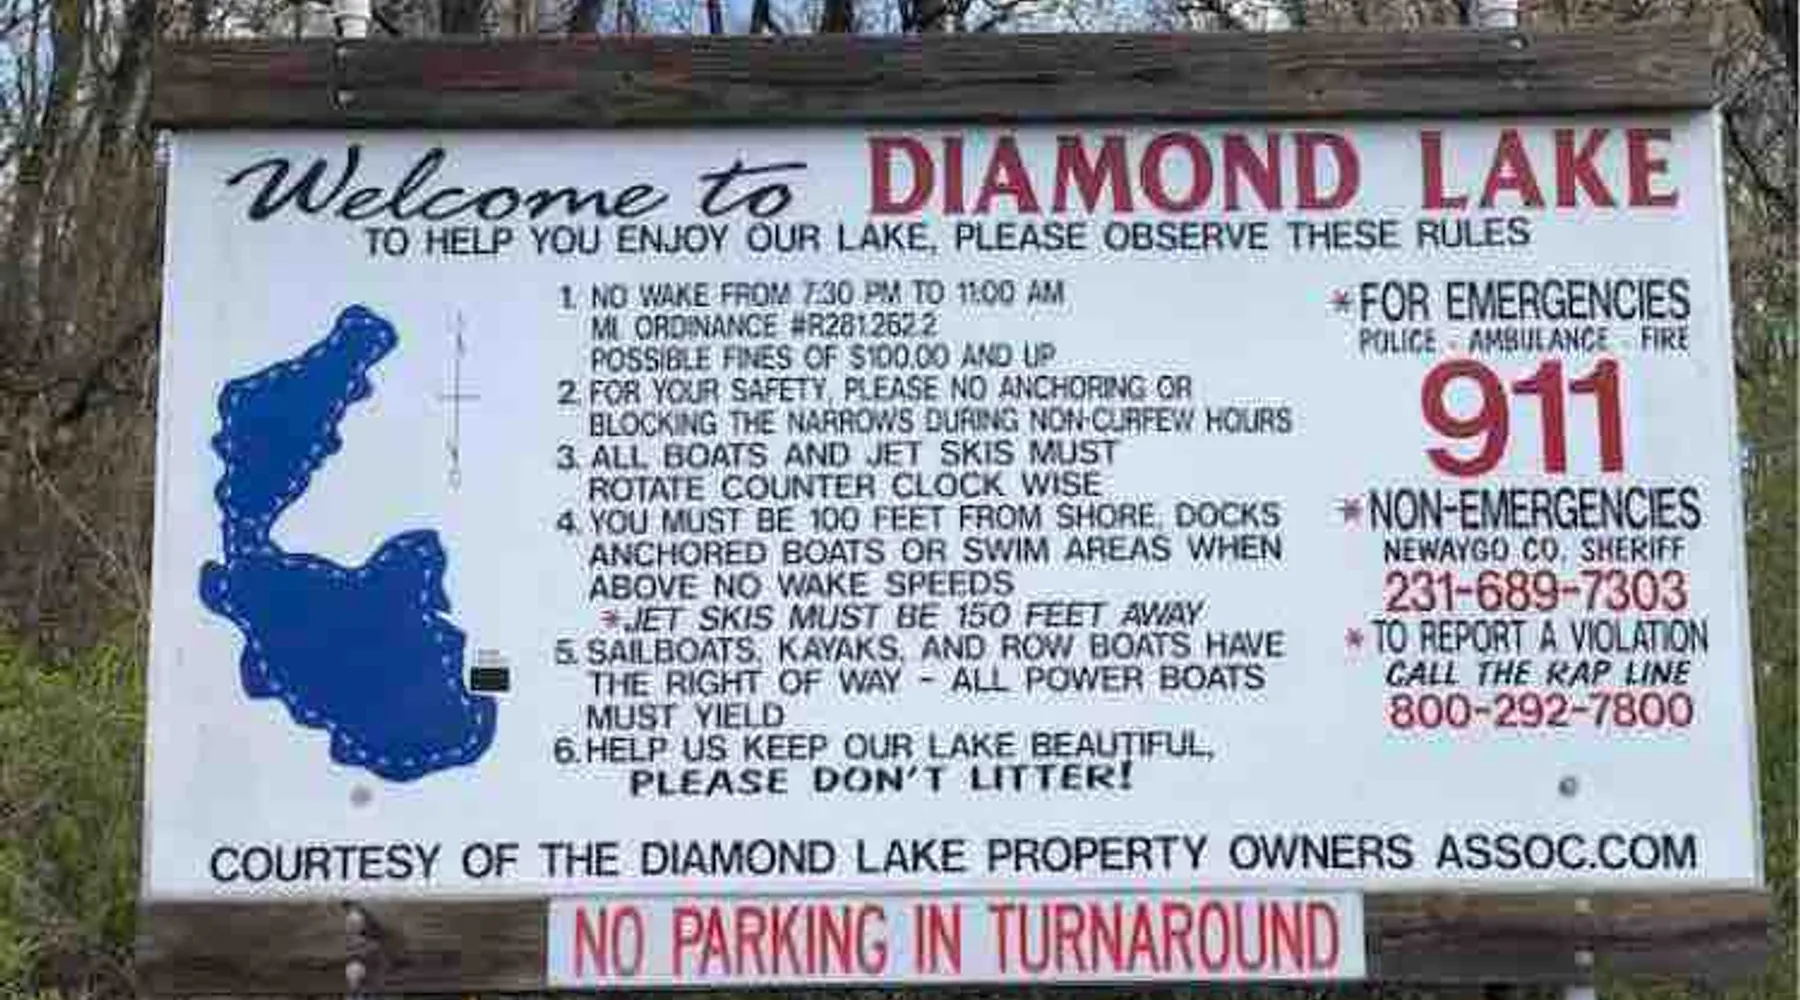 Welcome to DIAMOND LAKE
TO HELP YOU ENJOY OUR LAKE, PLEASE OBSERVE THESE RULES
1. NO WAKE FROM 7:30 PM TO 11:00 AM
MI. ORDINANCE #R281.262.2
POSSIBLE FINES OF $100.00 AND UP
2. FOR YOUR SAFETY, PLEASE NO ANCHORING OR
BLOCKING THE NARROWS DURING NON-CURFEW HOURS
3. ALL BOATS AND JET SKIS MUST
ROTATE COUNTER CLOCK WISE
4. YOU MUST BE 100 FEET FROM SHORE, DOCKS
ANCHORED BOATS OR SWIM AREAS WHEN
ABOVE NO WAKE SPEEDS
*JET SKIS MUST BE 150 FEET AWAY
5. SAILBOATS, KAYAKS, AND ROW BOATS HAVE
THE RIGHT OF WAY - ALL POWER BOATS
MUST YIELD
6. HELP US KEEP OUR LAKE BEAUTIFUL,
PLEASE DON'T LITTER!
*FOR EMERGENCIES
POLICE - AMBULANCE - FIRE
911
*NON-EMERGENCIES
NEWAYGO CO. SHERIFF
231-689-7303
*TO REPORT A VIOLATION
CALL THE RAP LINE
800-292-7800
COURTESY OF THE DIAMOND LAKE PROPERTY OWNERS ASSOC.COM
NO PARKING IN TURNAROUND